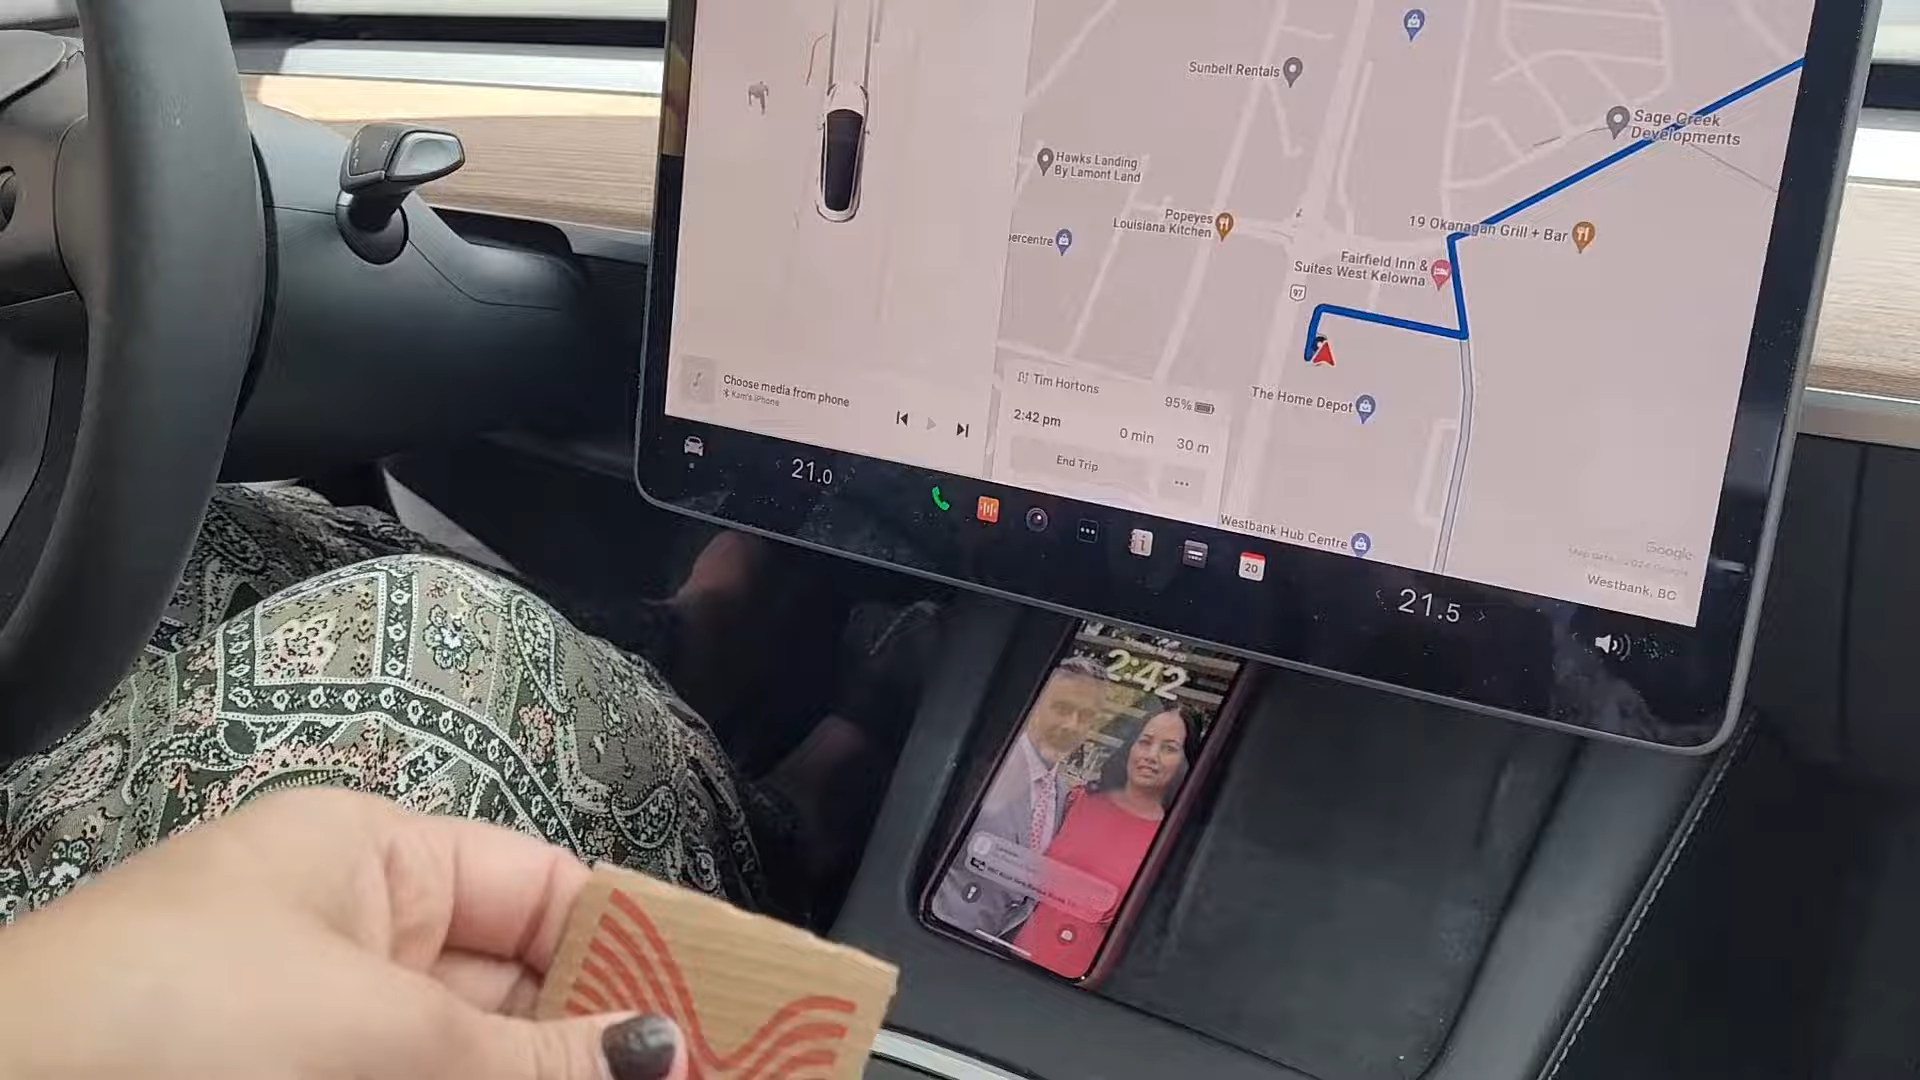 Sunbelt Rentals
Sage Creek
Developments
Hawks Landing
By Lamont Land
Popeyes
Louisiana Kitchen
19 Okanagan Grill + Bar
ercentre
Fairfield Inn &
Suites West Kelowna
97
Choose media from phone
Kam's iPhone
Tim Hortons
95%
2:42 pm
0 min
30 m
End Trip
The Home Depot
Westbank Hub Centre
Google
Westbank, BC
21.0
20
21.5
2:42